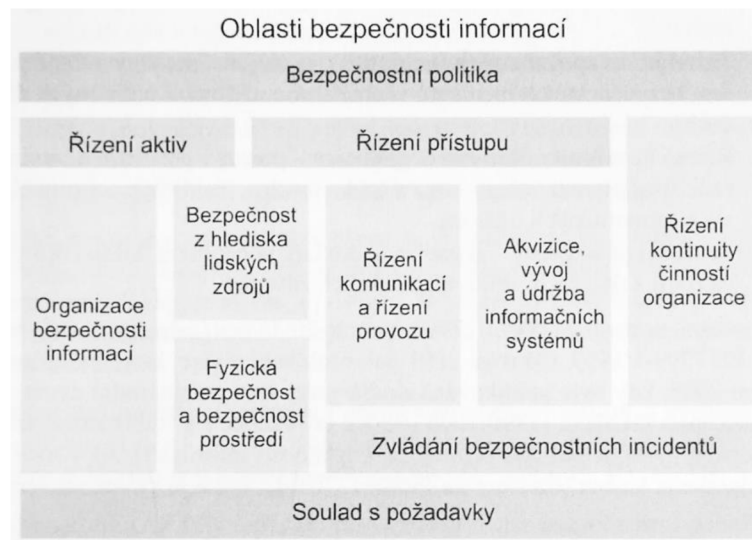 Oblasti bezpečnosti informací
Bezpečnostní politika
Řízení aktiv
Řízení přístupu
Organizace
bezpečnosti
informací
Bezpečnost
z hlediska
lidských
zdrojů
Fyzická
bezpečnost
a bezpečnost
prostředí
Řízení
komunikací
a řízení
provozu
Akvizice,
vývoj
a údržba
informačních
systémů
Řízení
kontinuity
činností
organizace
Zvládání bezpečnostních incidentů
Soulad s požadavky